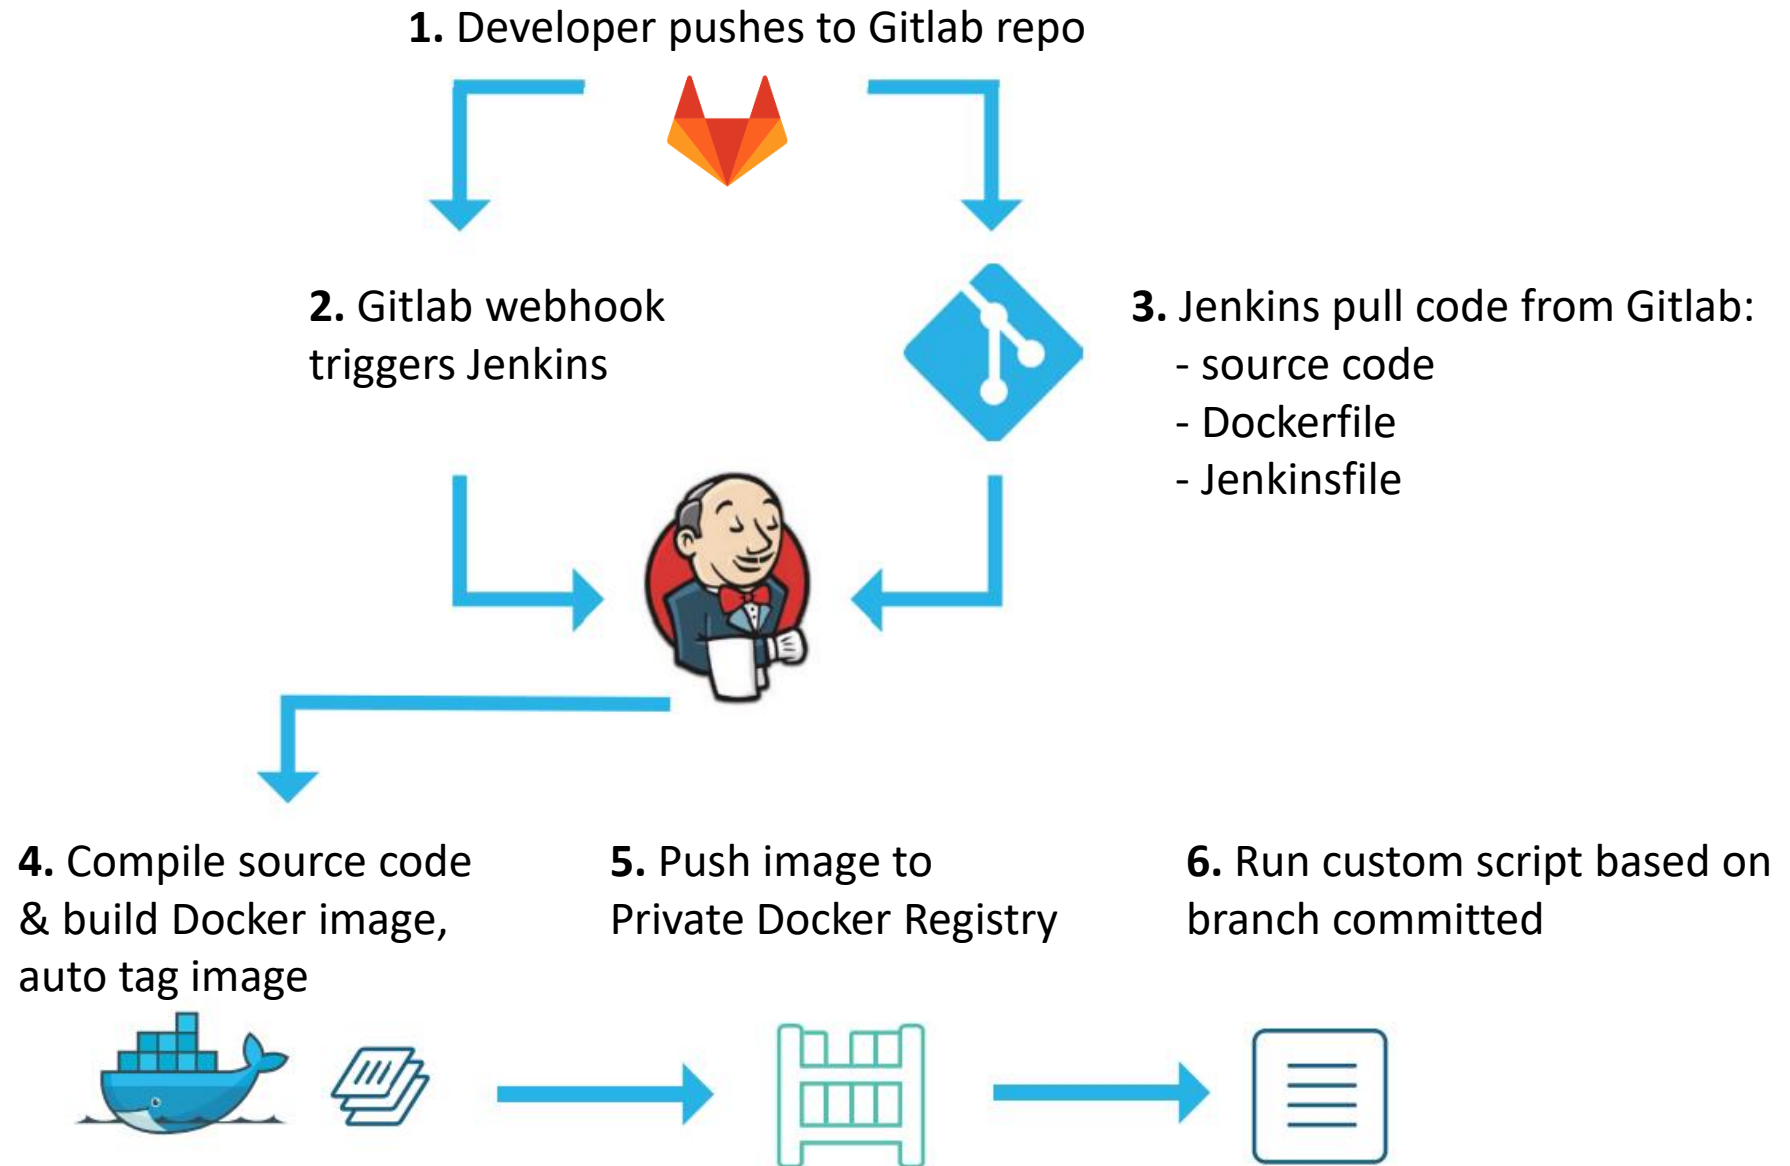 1. Developer pushes to Gitlab repo
2. Gitlab webhook
triggers Jenkins
3. Jenkins pull code from Gitlab:
- source code
- Dockerfile
- Jenkinsfile
4. Compile source code
& build Docker image,
auto tag image
5. Push image to
Private Docker Registry
6. Run custom script based on
branch committed